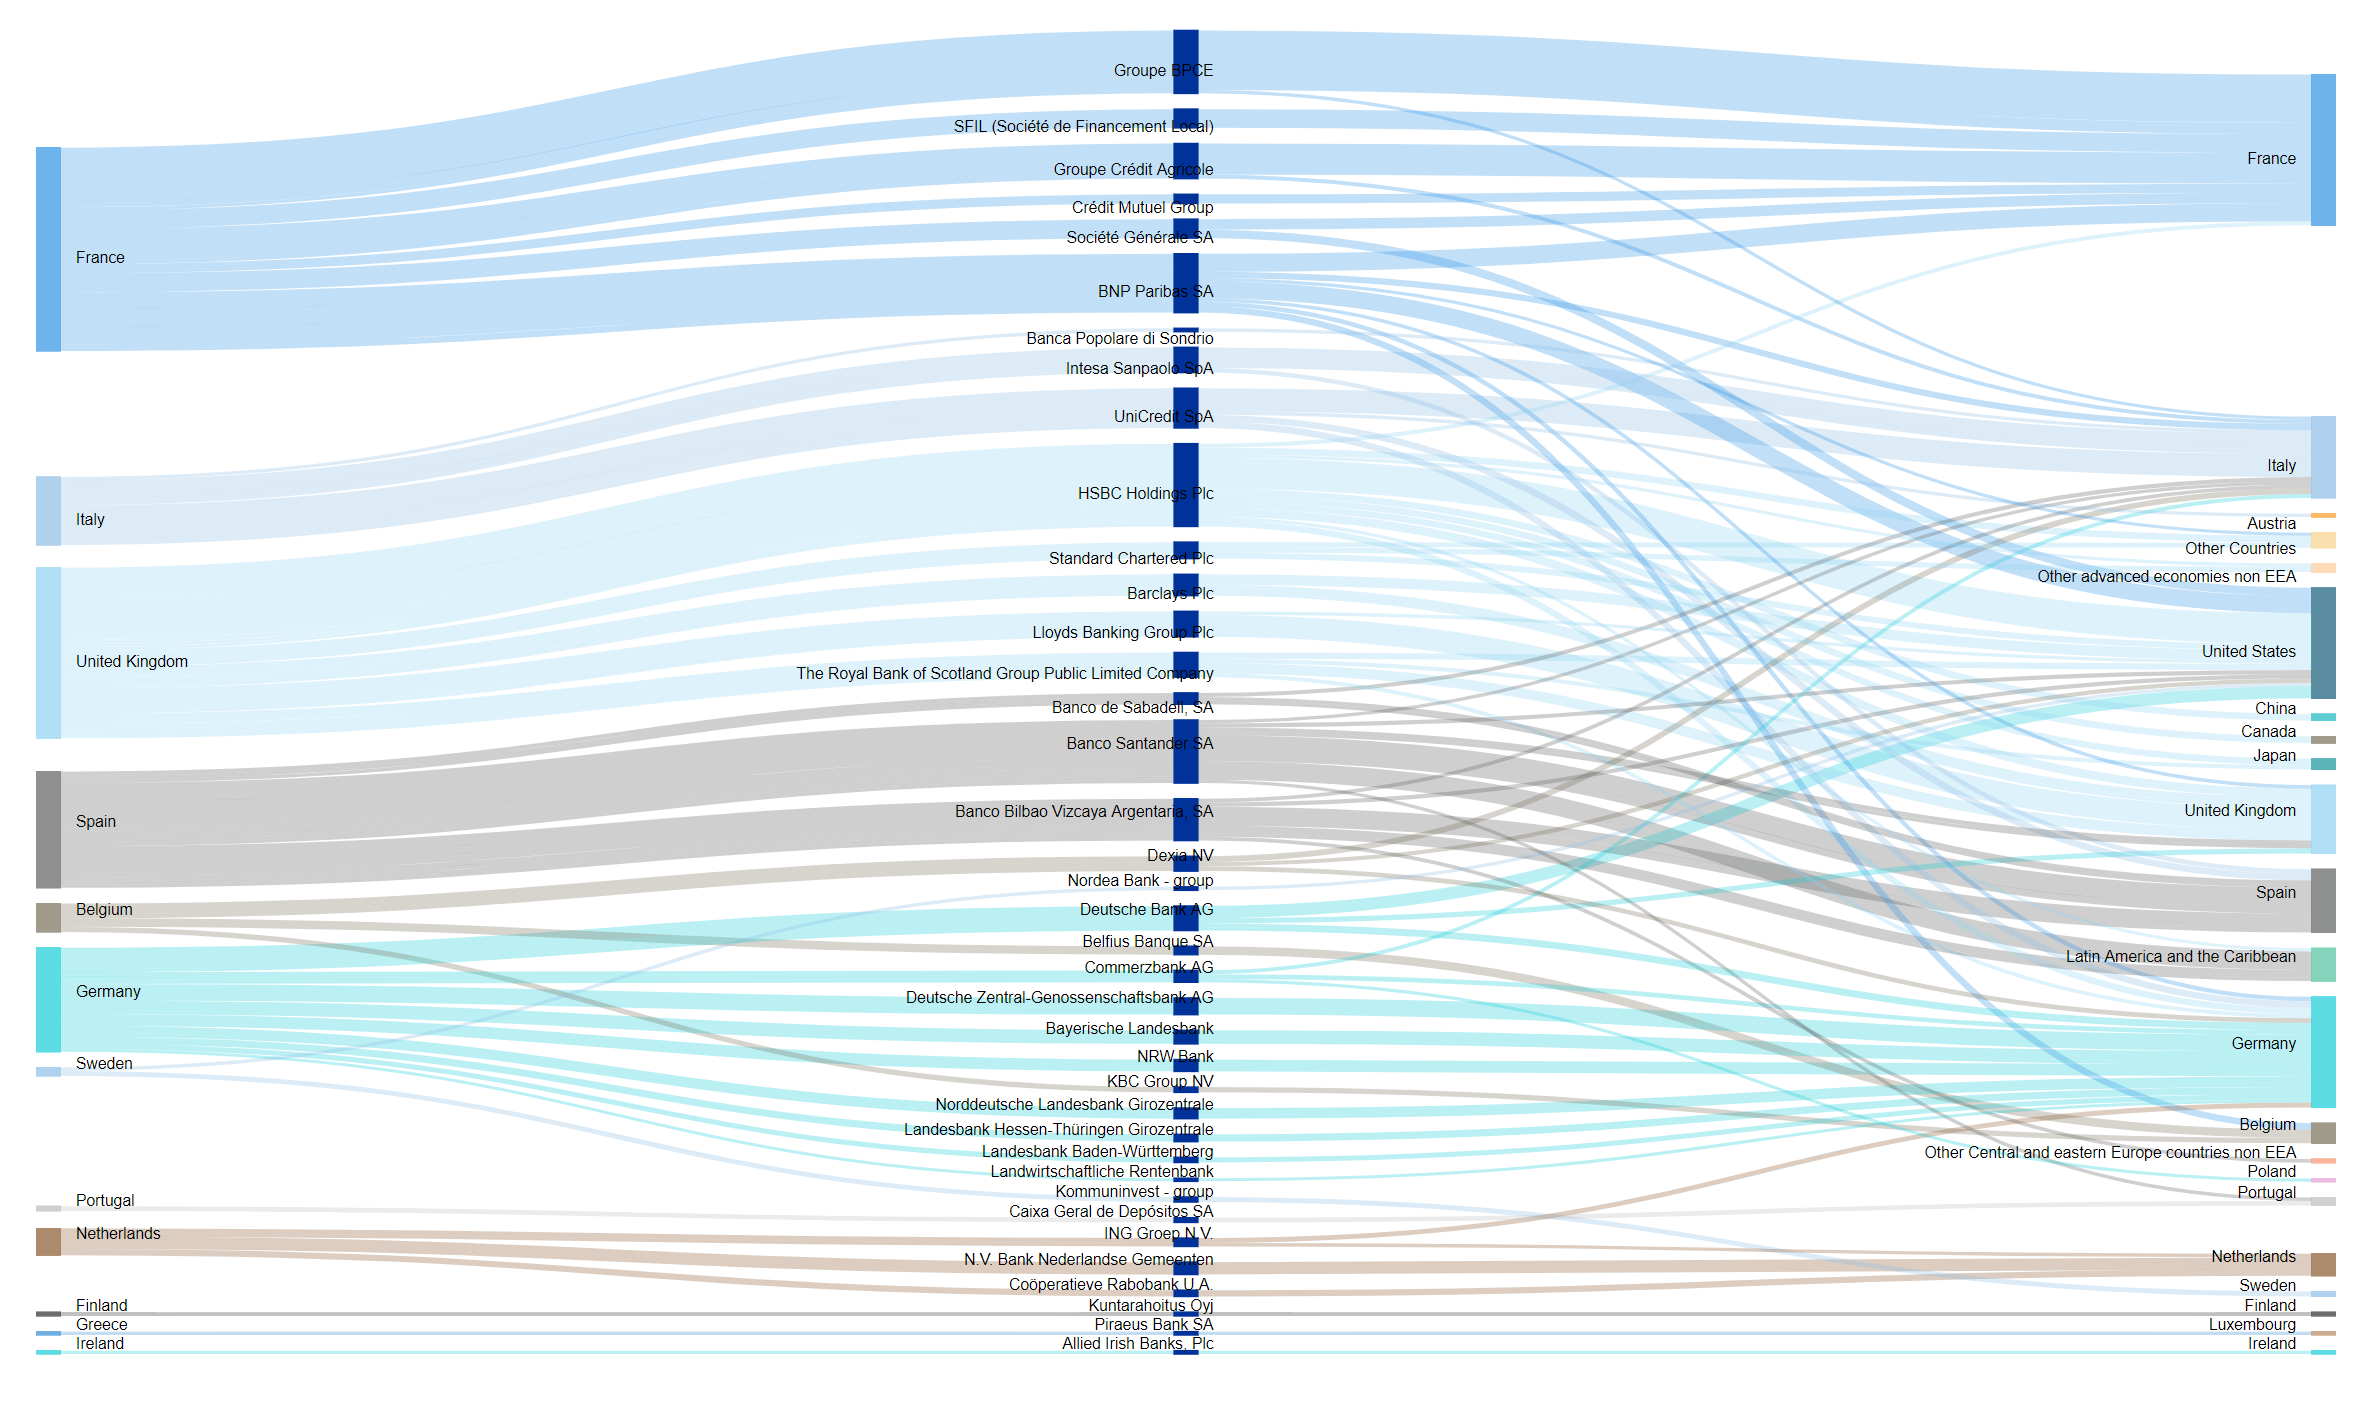 France
Italy
United Kingdom
Spain
Belgium
Germany
Sweden
Portugal
Netherlands
Finland
Greece
Ireland
Groupe BPCE
SFIL (Société de Financement Local)
Groupe Crédit Agricole
Crédit Mutuel Group
Société Générale SA
BNP Paribas SA
Banca Popolare di Sondrio
Intesa Sanpaolo SpA
UniCredit SpA
HSBC Holdings Plc
Standard Chartered Plc
Barclays Plc
Lloyds Banking Group Plc
The Royal Bank of Scotland Group Public Limited Company
Banco de Sabadell, SA
Banco Santander SA
Banco Bilbao Vizcaya Argentaria, SA
Dexia NV
Nordea Bank - group
Deutsche Bank AG
Belfius Banque SA
Commerzbank AG
Deutsche Zentral-Genossenschaftsbank AG
Bayerische Landesbank
NRW Bank
KBC Group NV
Norddeutsche Landesbank Girozentrale
Landesbank Hessen-Thüringen Girozentrale
Landesbank Baden-Württemberg
Landwirtschaftliche Rentenbank
Kommuninvest - group
Caixa Geral de Depósitos SA
ING Groep N.V.
N.V. Bank Nederlandse Gemeenten
Coöperatieve Rabobank U.A.
Kuntarahoitus Oyj
Piraeus Bank SA
Allied Irish Banks, Plc
France
Italy
Austria
Other Countries
Other advanced economies non EEA
United States
China
Canada
Japan
United Kingdom
Spain
Latin America and the Caribbean
Germany
Belgium
Other Central and eastern Europe countries non EEA
Poland
Portugal
Netherlands
Sweden
Finland
Luxembourg
Ireland